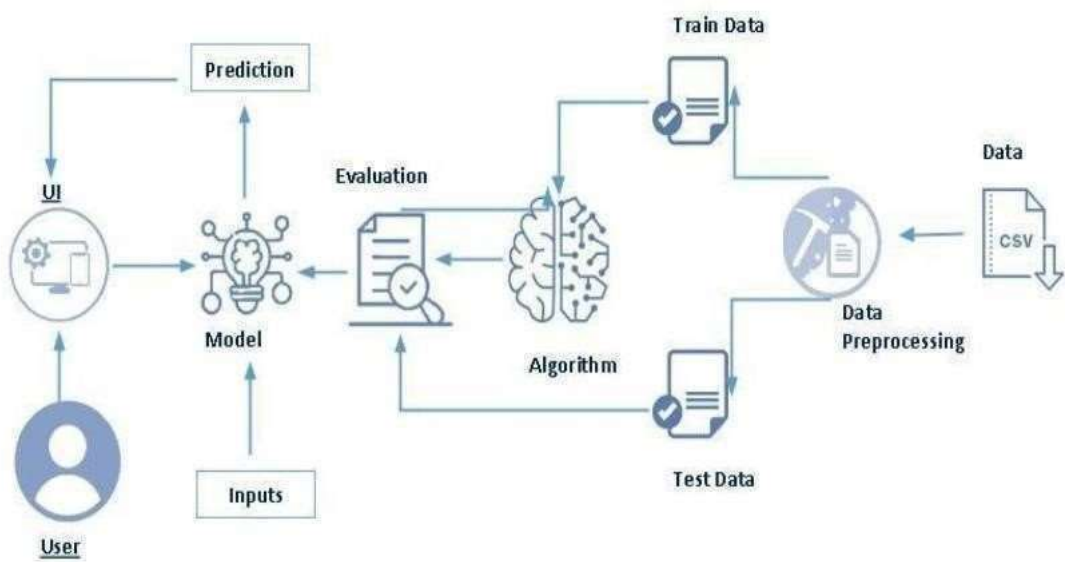 Train Data
Prediction
Data
Evaluation
UI
CSV
Data
Preprocessing
Model
Algorithm
Test Data
Inputs
User